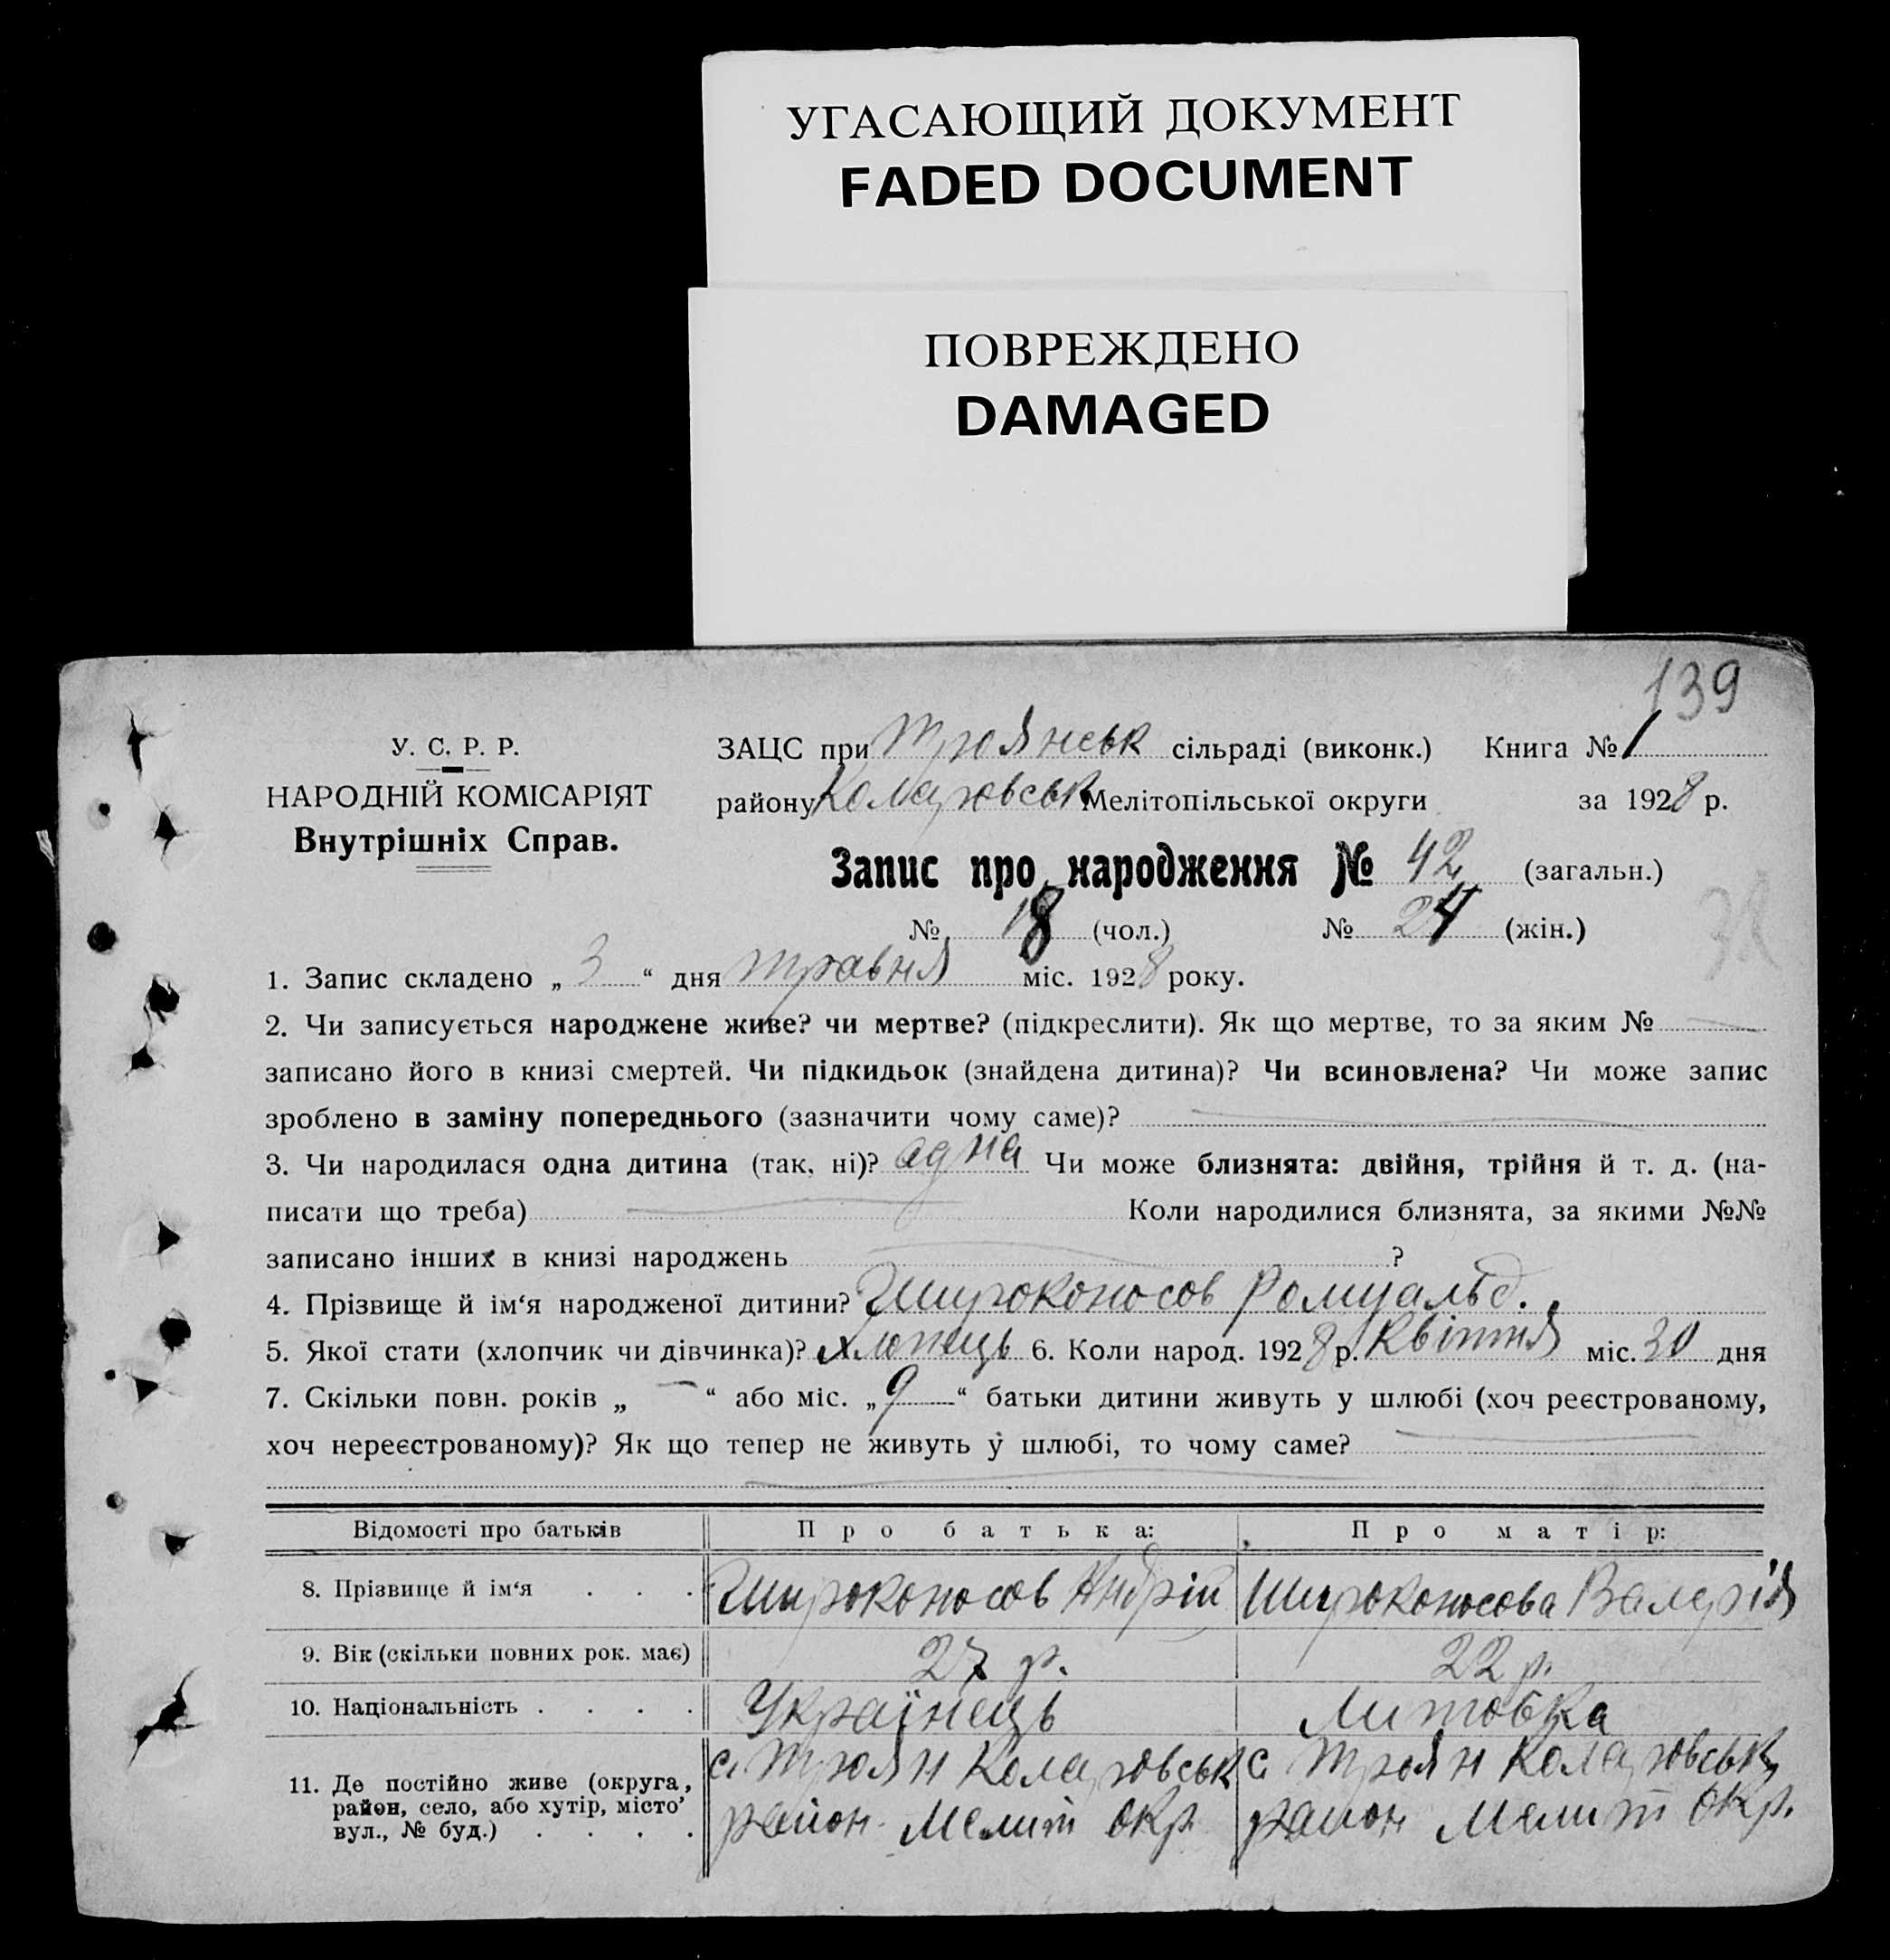 УГАСАЮЩИЙ ДОКУМЕНТ
FADED DOCUMENT
ПОВРЕЖДЕНО
DAMAGED
139
У. С. Р. Р.
НАРОДНІЙ КОМІСАРІЯТ
Внутрішніх Справ.
ЗАЦС при Троянськ сільраді (виконк.) Книга № 1
району Коларовськ Мелітопільської округи за 1928 р.
Запис про народження № 42 (загальн.)
№ 18 (чол.) № 24 (жін.)
1. Запис складено „ 3 “ дня травня міс. 1928 року.
2. Чи записується народжене живе? чи мертве? (підкреслити). Як що мертве, то за яким №
записано його в книзі смертей. Чи підкидьок (знайдена дитина)? Чи всиновлена? Чи може запис
зроблено в заміну попереднього (зазначити чому саме)?
3. Чи народилася одна дитина (так, ні)? одна Чи може близнята: двійня, трійня й т. д. (на-
писати що треба) Коли народилися близнята, за якими №№
записано інших в книзі народжень ?
4. Прізвище й ім‘я народженої дитини? Широконосов Ромуальд.
5. Якої стати (хлопчик чи дівчинка)? хлопець 6. Коли народ. 1928 р. Квітня міс. 30 дня
7. Скільки повн. років „ — “ або міс. „ 9 “ батьки дитини живуть у шлюбі (хоч реєстрованому,
хоч нереєстрованому)? Як що тепер не живуть у шлюбі, то чому саме?
Відомості про батьків Про батька: Про матір:
8. Прізвище й ім‘я . . . Широконосов Андрій Широконосова Валерія
9. Вік (скільки повних рок. має) 27 р. 22 р.
10. Національність . . . . Українець Литовка
11. Де постійно живе (округа, с. Троян Коларовськ с. Троян Коларовськ
район, село, або хутір, місто’ район Мелит окр. район Мелит окр.
вул., № буд.) . . . .